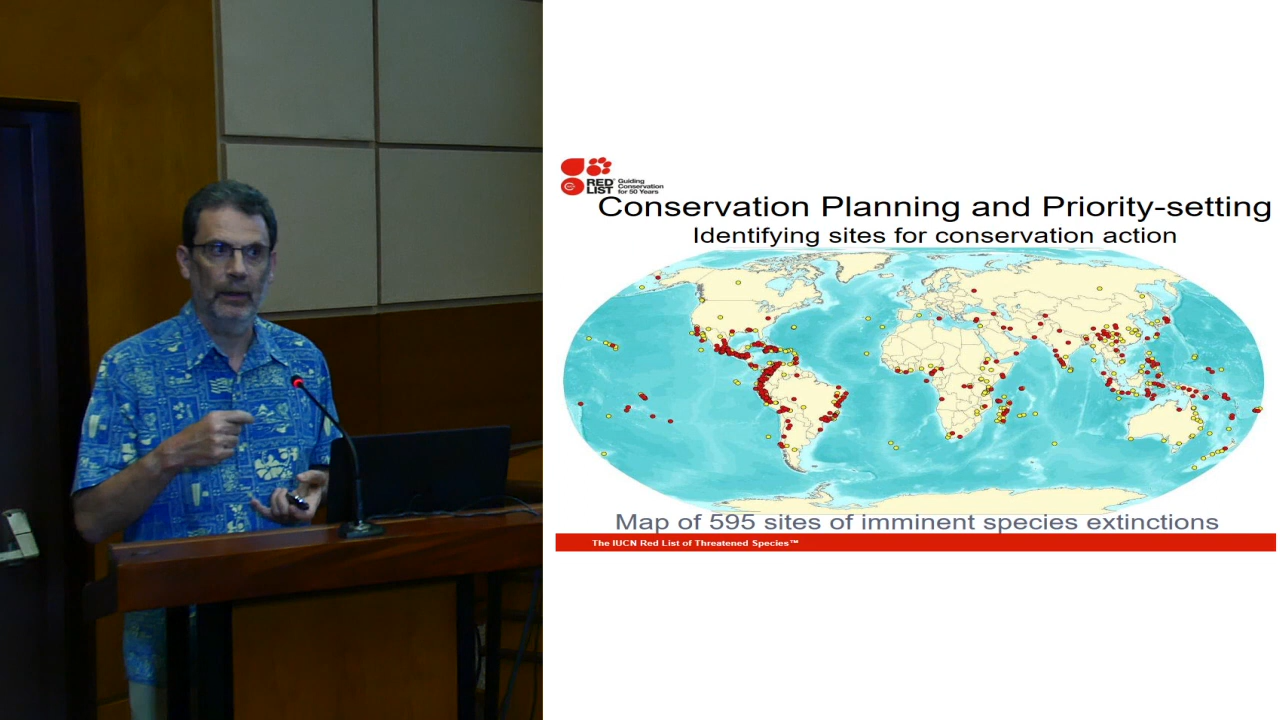 RED
LIST
Guiding
Conservation
for 50 Years
Conservation Planning and Priority-setting
Identifying sites for conservation action
Map of 595 sites of imminent species extinctions
The IUCN Red List of Threatened Species™